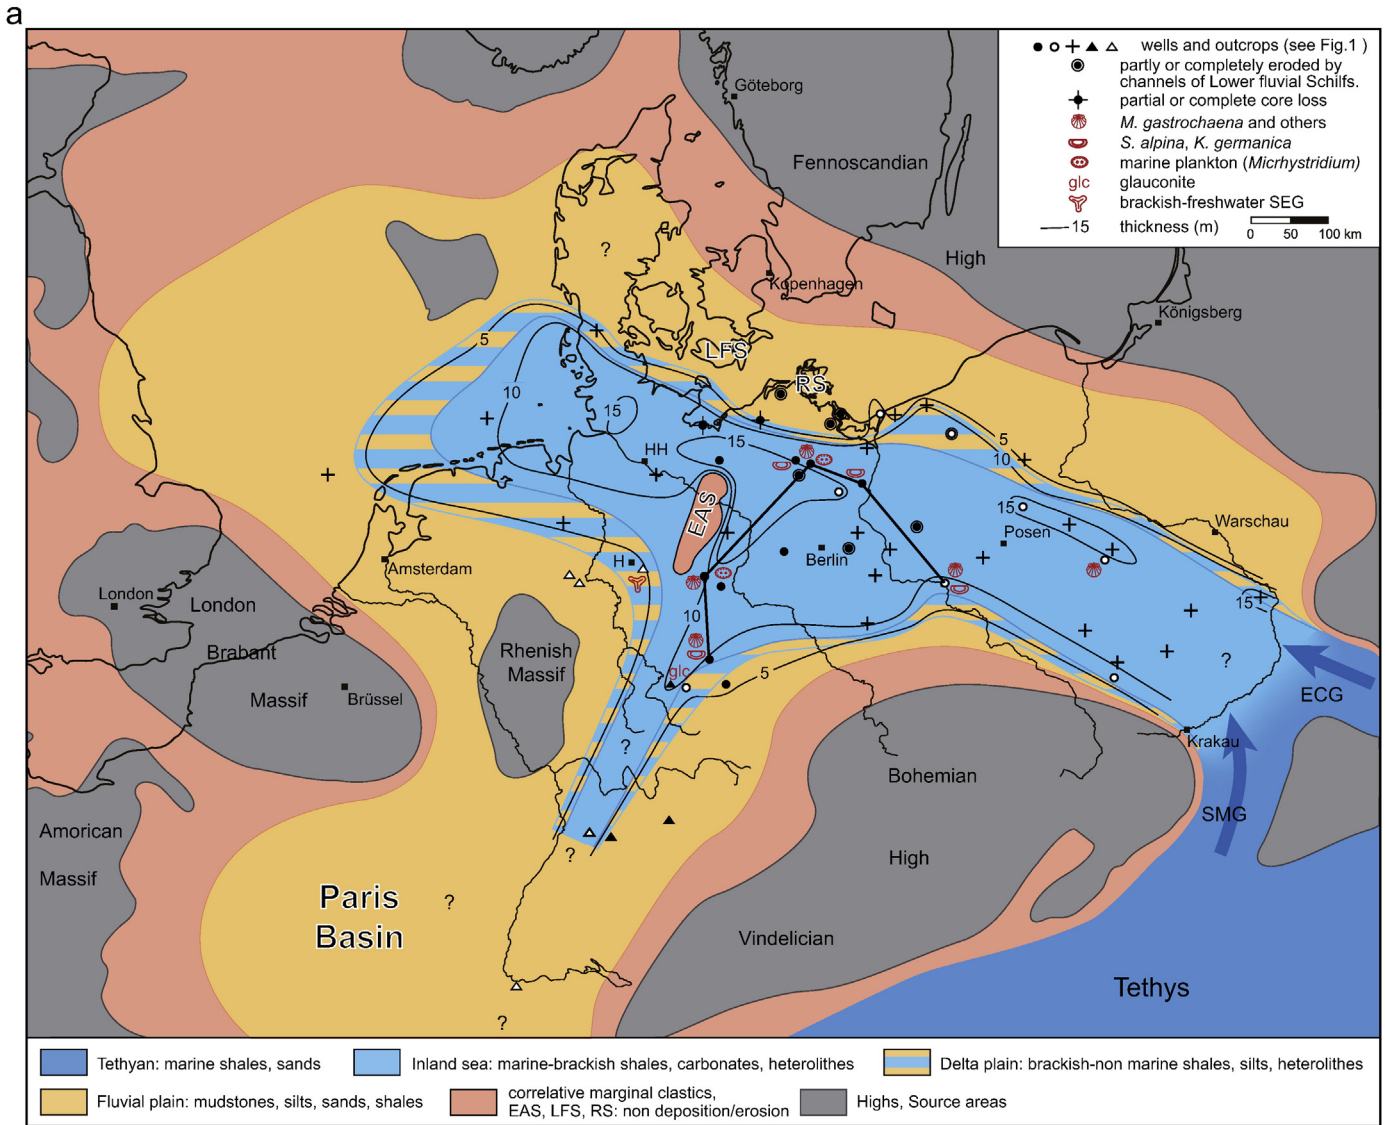 a
wells and outcrops (see Fig.1 )
partly or completely eroded by
channels of Lower fluvial Schilfs.
partial or complete core loss
M. gastrochaena and others
S. alpina, K. germanica
marine plankton (Micrhystridium)
glc glauconite
brackish-freshwater SEG
15 thickness (m)
0 50 100 km
Göteborg
Fennoscandian
High
Kopenhagen
Königsberg
?
LFS
RS
5
10
15
HH
15
5
10
15
EAS
Posen
Warschau
Berlin
H
Amsterdam
London
London
Brabant
Massif
Brüssel
Rhenish
Massif
10
glc
5
15
?
ECG
Krakau
SMG
?
Bohemian
High
Vindelician
Amorican
Massif
?
Paris
Basin
?
?
Tethys
Tethyan: marine shales, sands
Inland sea: marine-brackish shales, carbonates, heterolithes
Delta plain: brackish-non marine shales, silts, heterolithes
Fluvial plain: mudstones, silts, sands, shales
correlative marginal clastics,
EAS, LFS, RS: non deposition/erosion
Highs, Source areas